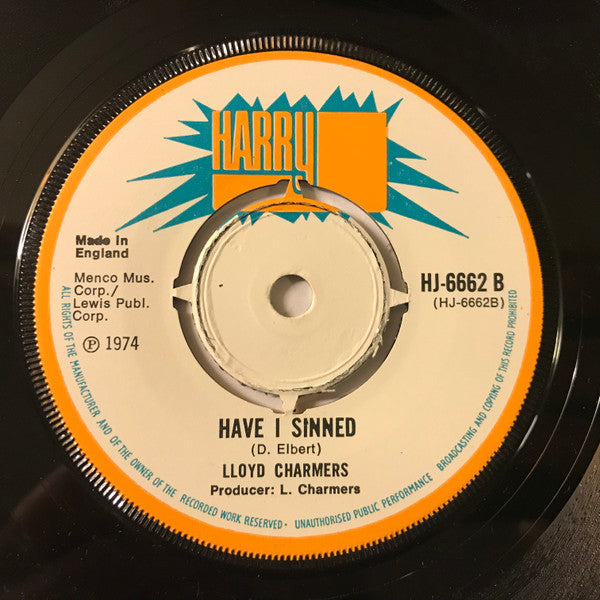 HARRY
Made In
England
Menco Mus.
Corp./
Lewis Publ.
Corp.
℗ 1974
HJ-6662 B
(HJ-6662B)
HAVE I SINNED
(D. Elbert)
LLOYD CHARMERS
Producer: L. Charmers
ALL RIGHTS OF THE MANUFACTURER AND OF THE OWNER OF THE RECORDED WORK RESERVED · UNAUTHORISED PUBLIC PERFORMANCE BROADCASTING AND COPYING OF THIS RECORD PROHIBITED